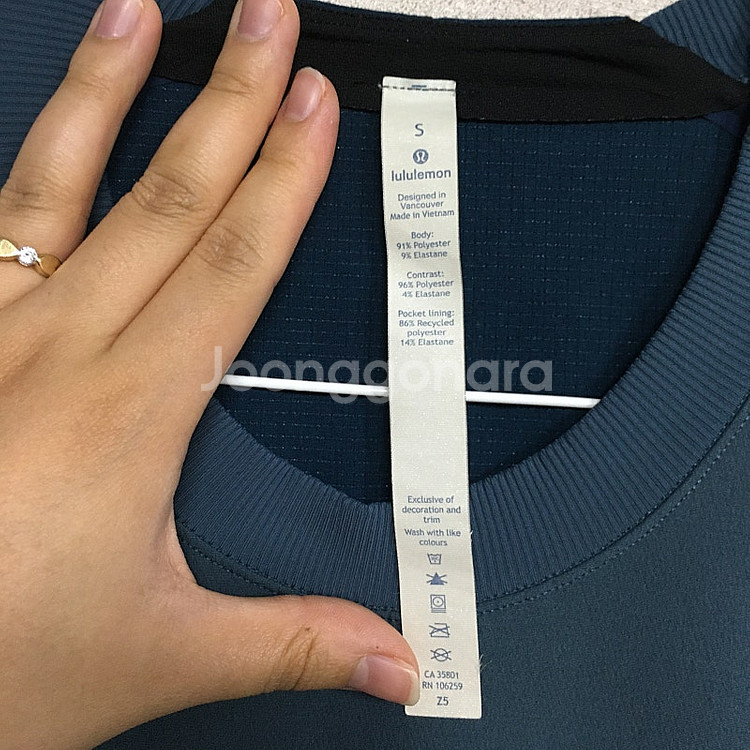 S
lululemon
Designed in
Vancouver
Made in Vietnam
Body:
91% Polyester
9% Elastane
Contrast:
96% Polyester
4% Elastane
Pocket lining:
86% Recycled
polyester
14% Elastane
Joonggonara
Exclusive of
decoration and
trim
Wash with like
colours
CA 35801
RN 106259
Z5